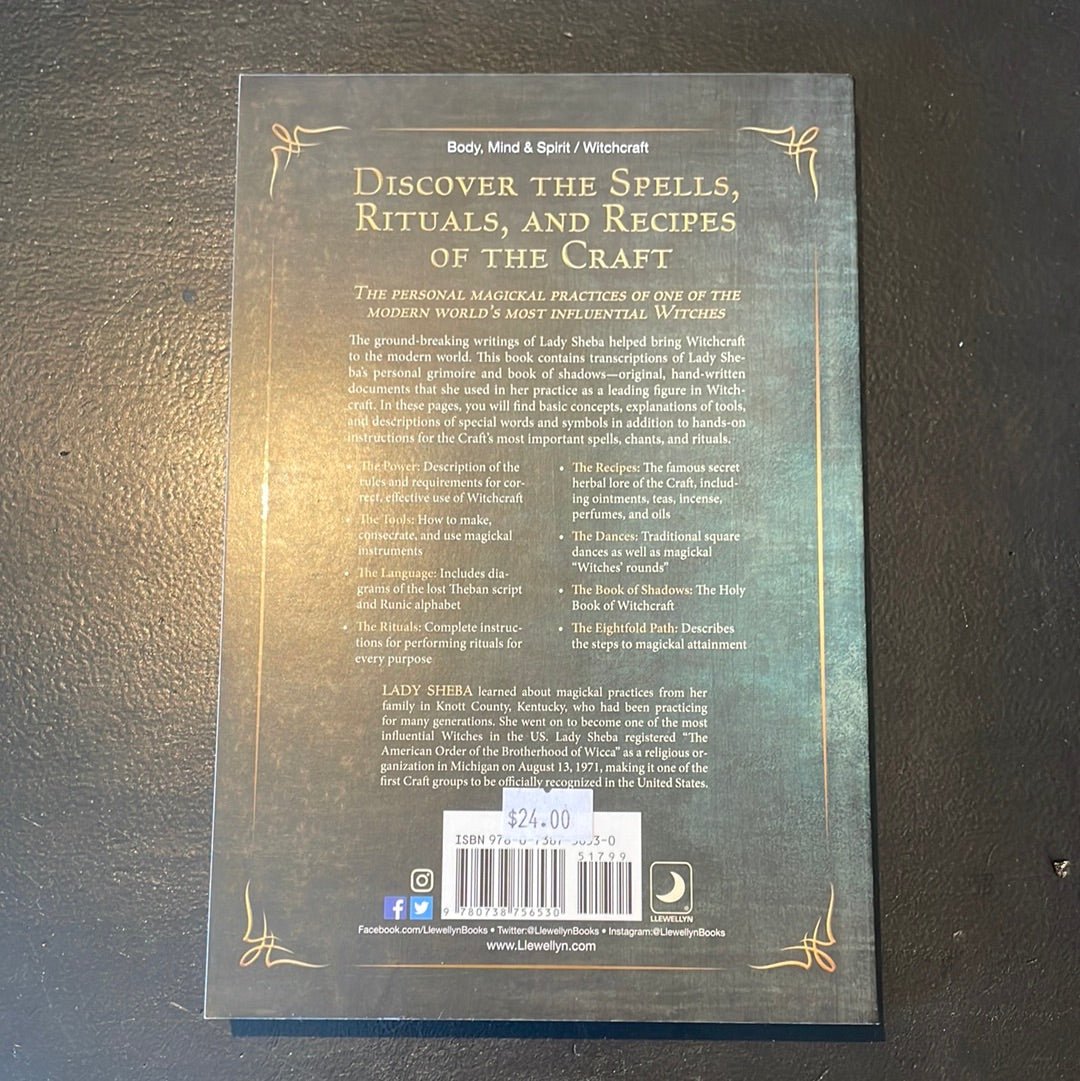 Body, Mind & Spirit / Witchcraft
Discover the Spells,
Rituals, and Recipes
of the Craft
The personal magickal practices of one of the
modern world's most influential Witches
The ground-breaking writings of Lady Sheba helped bring Witchcraft
to the modern world. This book contains transcriptions of Lady She-
ba's personal grimoire and book of shadows—original, hand-written
documents that she used in her practice as a leading figure in Witch-
craft. In these pages, you will find basic concepts, explanations of tools,
and descriptions of special words and symbols in addition to hands-on
instructions for the Craft's most important spells, chants, and rituals.
• The Power: Description of the
rules and requirements for cor-
rect, effective use of Witchcraft
• The Tools: How to make,
consecrate, and use magickal
instruments
• The Language: Includes dia-
grams of the lost Theban script
and Runic alphabet
• The Rituals: Complete instruc-
tions for performing rituals for
every purpose
• The Recipes: The famous secret
herbal lore of the Craft, includ-
ing ointments, teas, incense,
perfumes, and oils
• The Dances: Traditional square
dances as well as magickal
"Witches' rounds"
• The Book of Shadows: The Holy
Book of Witchcraft
• The Eightfold Path: Describes
the steps to magickal attainment
LADY SHEBA learned about magickal practices from her
family in Knott County, Kentucky, who had been practicing
for many generations. She went on to become one of the most
influential Witches in the US. Lady Sheba registered "The
American Order of the Brotherhood of Wicca" as a religious or-
ganization in Michigan on August 13, 1971, making it one of the
first Craft groups to be officially recognized in the United States.
$24.00
ISBN 978-0-7387-5653-0
51799
9 780738 756530
LLEWELLYN
Facebook.com/LlewellynBooks • Twitter:@LlewellynBooks • Instagram:@LlewellynBooks
www.Llewellyn.com